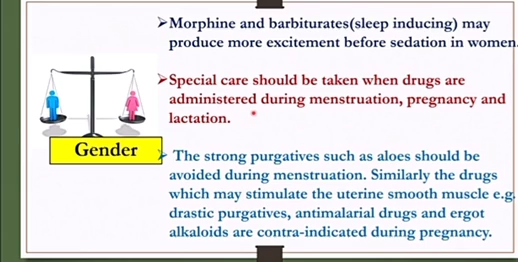 ➢Morphine and barbiturates(sleep inducing) may
produce more excitement before sedation in women.
➢Special care should be taken when drugs are
administered during menstruation, pregnancy and
lactation.
Gender
➢ The strong purgatives such as aloes should be
avoided during menstruation. Similarly the drugs
which may stimulate the uterine smooth muscle e.g.
drastic purgatives, antimalarial drugs and ergot
alkaloids are contra-indicated during pregnancy.